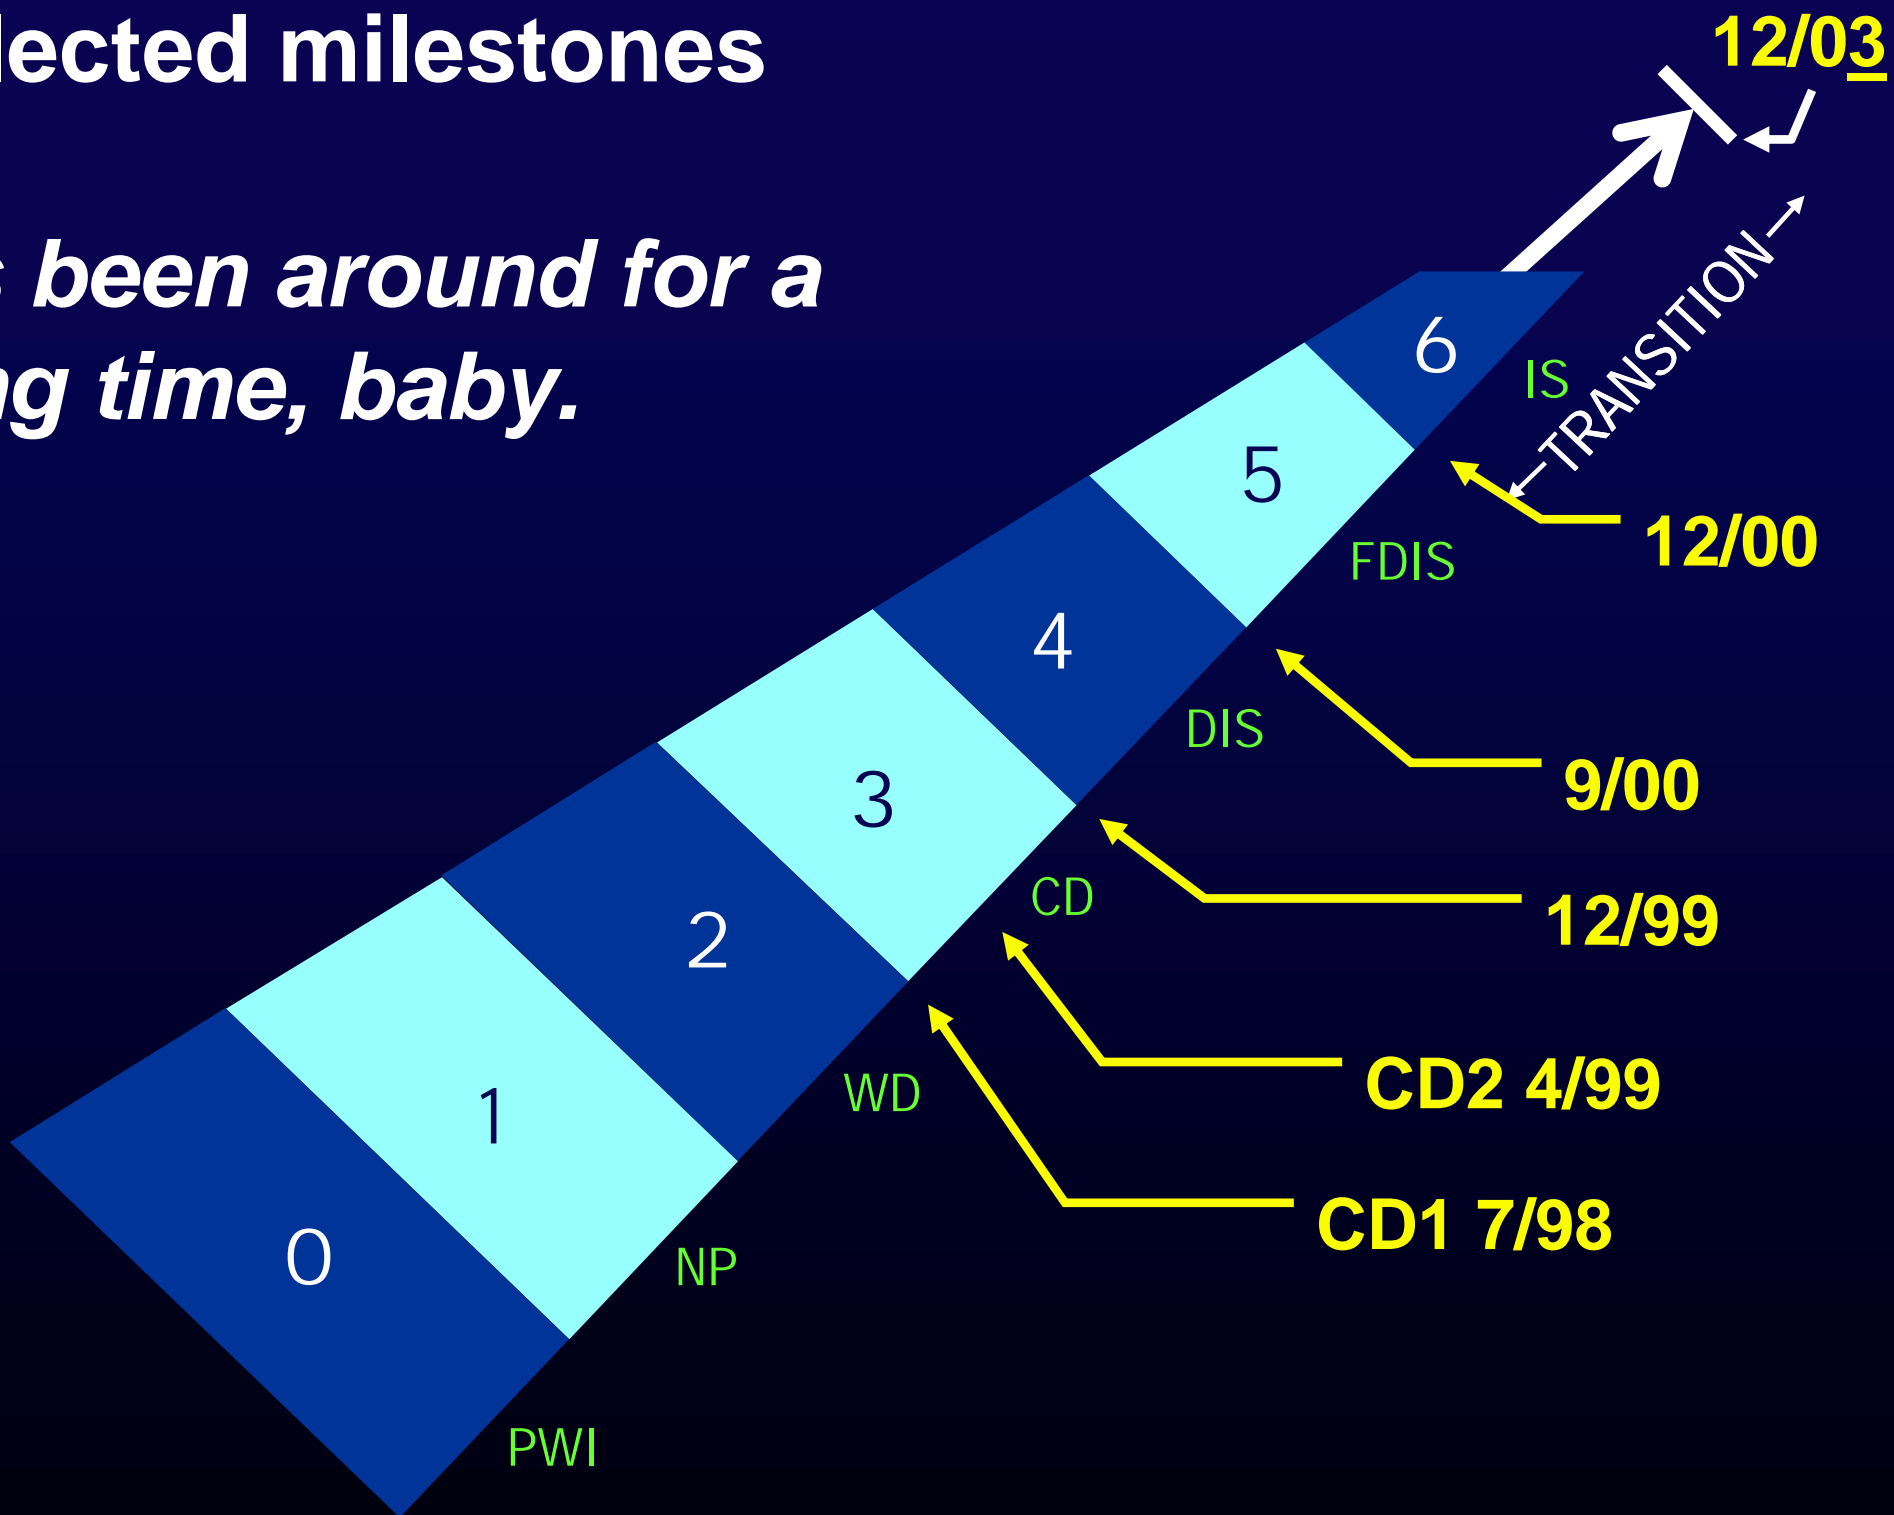 lected milestones
12/03
s been around for a
ng time, baby.
TRANSITION
6
IS
5
12/00
FDIS
4
DIS
9/00
3
CD
12/99
2
WD
CD2 4/99
1
CD1 7/98
NP
0
PWI